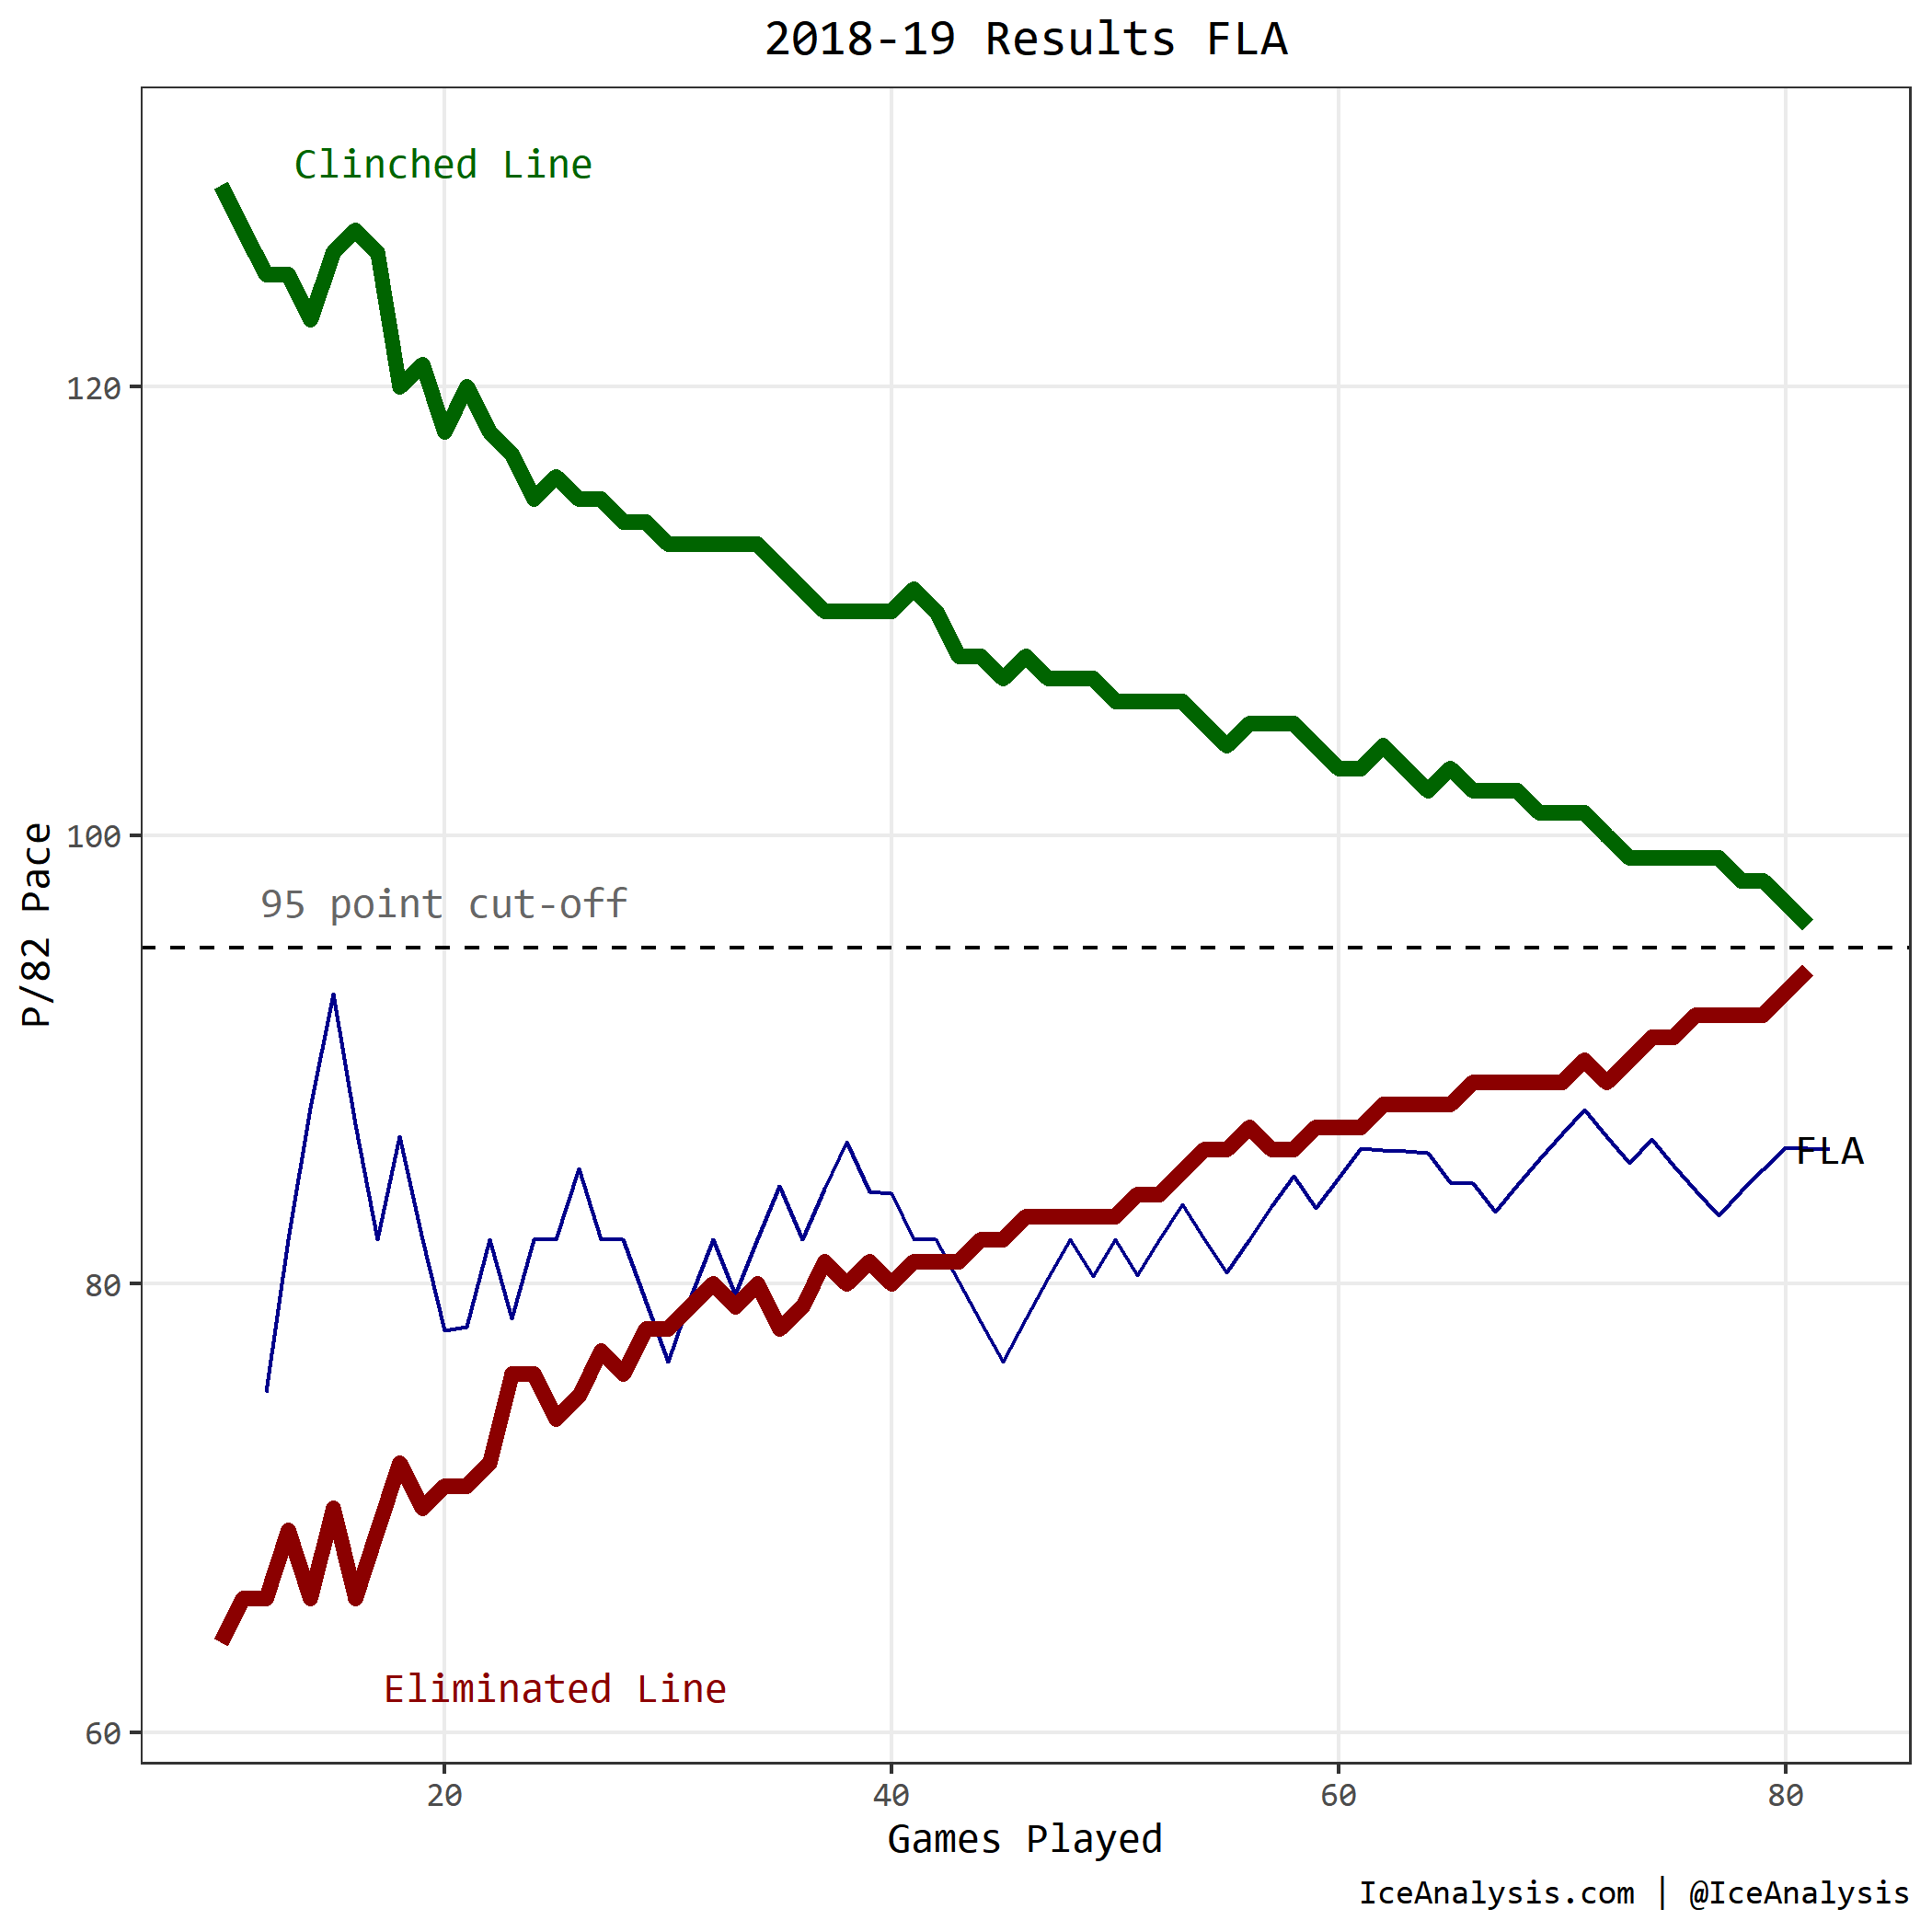 2018-19 Results FLA
Clinched Line
120
100
95 point cut-off
P/82 Pace
FLA
80
Eliminated Line
60
20 40 60 80
Games Played
IceAnalysis.com | @IceAnalysis